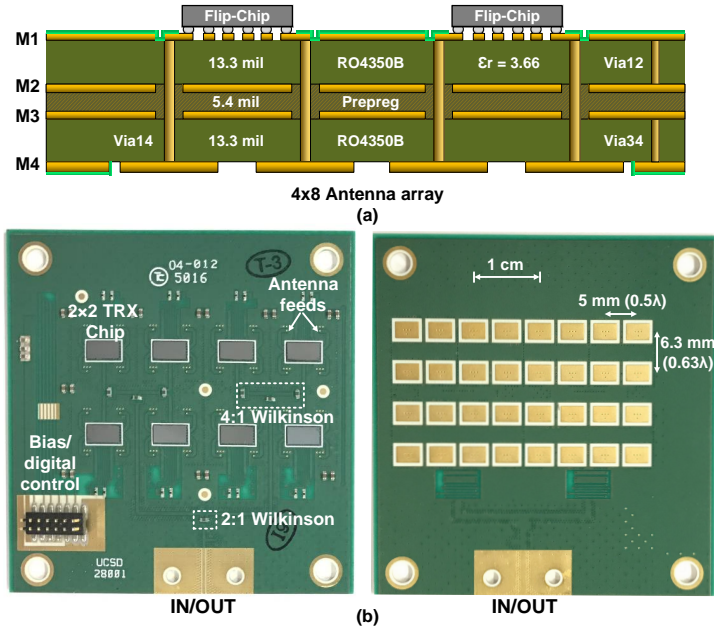 Flip-Chip Flip-Chip
M1
13.3 mil RO4350B Ɛr = 3.66 Via12
M2
5.4 mil Prepreg
M3
Via14 13.3 mil RO4350B Via34
M4
4x8 Antenna array
(a)
04-012
5016
T-3
TC
Antenna
feeds
2×2 TRX
Chip
4:1 Wilkinson
Bias/
digital
control
2:1 Wilkinson
UCSD
28001
IN/OUT
1 cm
5 mm (0.5λ)
6.3 mm
(0.63λ)
IN/OUT
(b)